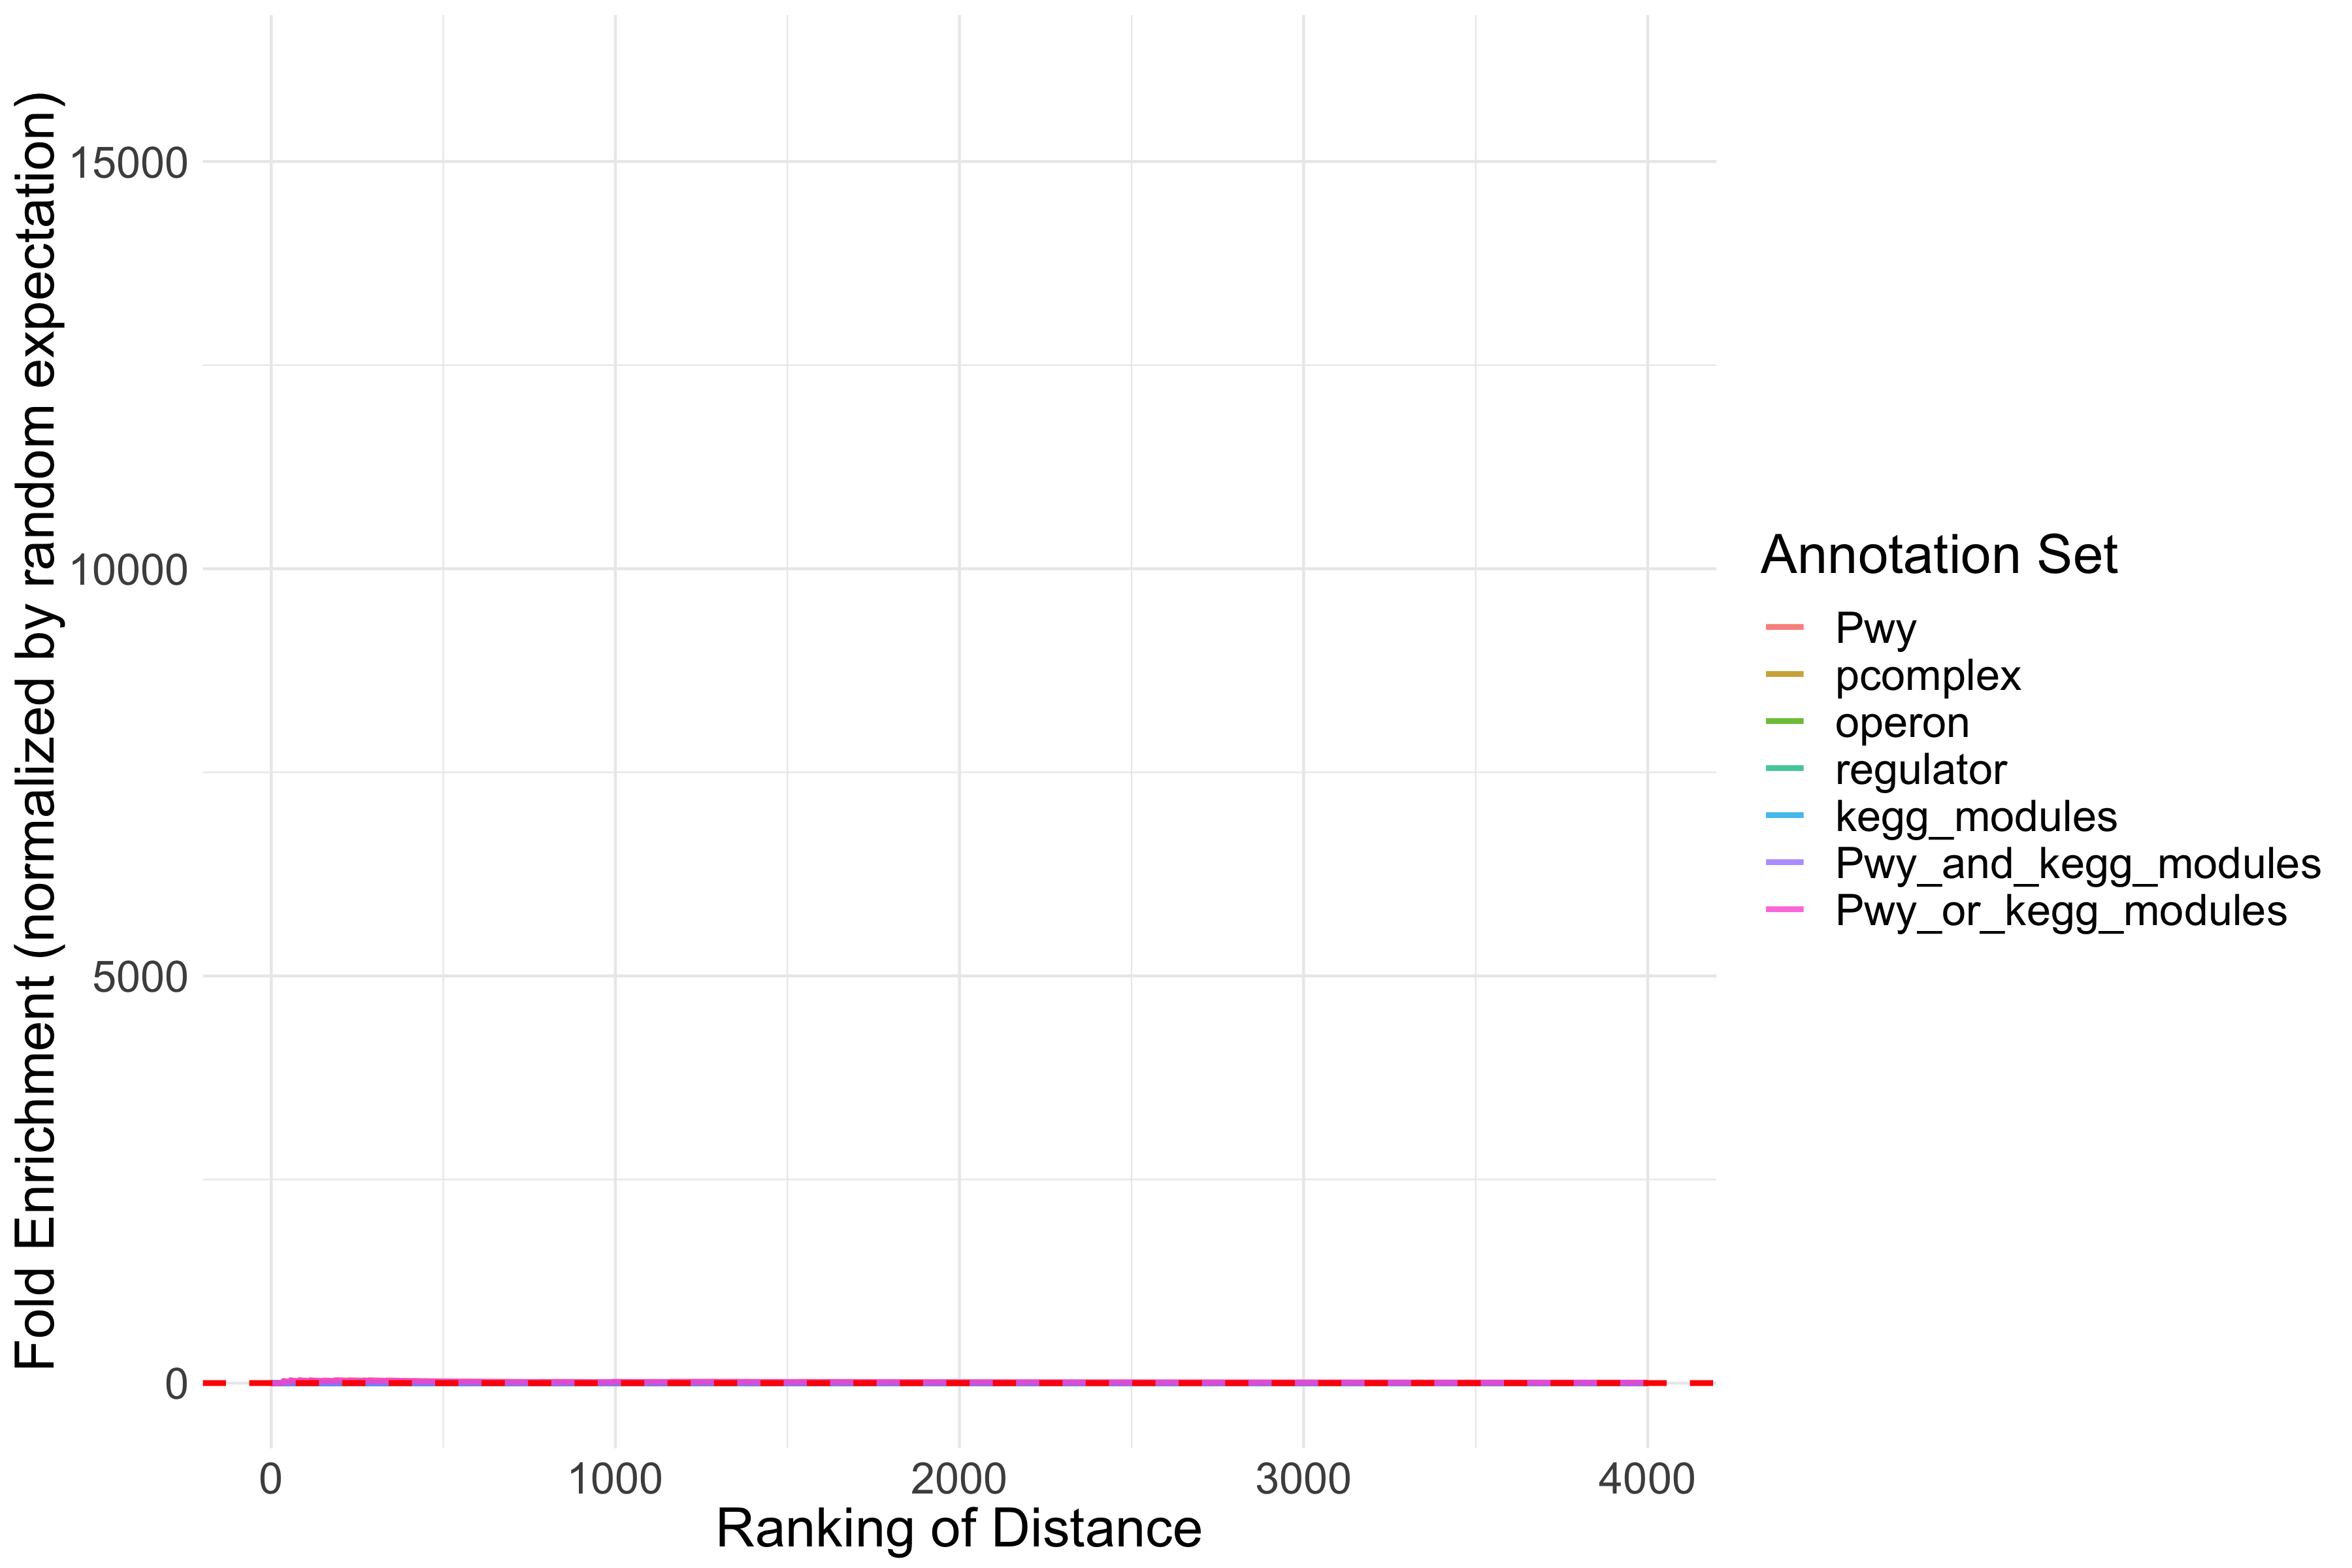 Fold Enrichment (normalized by random expectation)
15000
10000
5000
0
0
1000
2000
3000
4000
Ranking of Distance
Annotation Set
Pwy
pcomplex
operon
regulator
kegg_modules
Pwy_and_kegg_modules
Pwy_or_kegg_modules